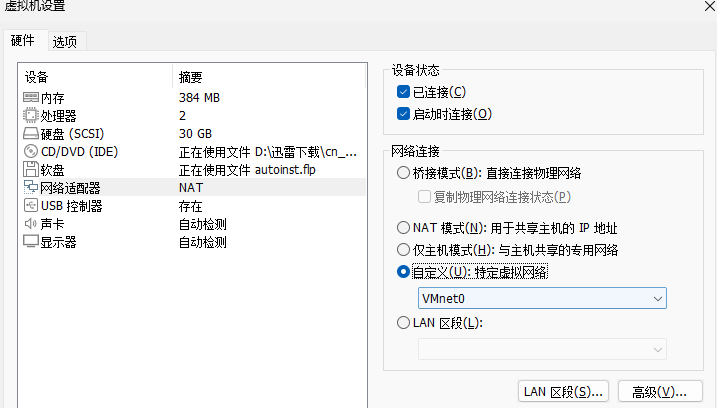 虚拟机设置
硬件 选项
设备 摘要
内存 384 MB
处理器 2
硬盘 (SCSI) 30 GB
CD/DVD (IDE) 正在使用文件 D:\迅雷下载\cn_...
软盘 正在使用文件 autoinst.flp
网络适配器 NAT
USB 控制器 存在
声卡 自动检测
显示器 自动检测
设备状态
已连接(C)
启动时连接(O)
网络连接
桥接模式(B): 直接连接物理网络
复制物理网络连接状态(P)
NAT 模式(N): 用于共享主机的 IP 地址
仅主机模式(H): 与主机共享的专用网络
自定义(U): 特定虚拟网络
VMnet0
LAN 区段(L):
LAN 区段(S)... 高级(V)...